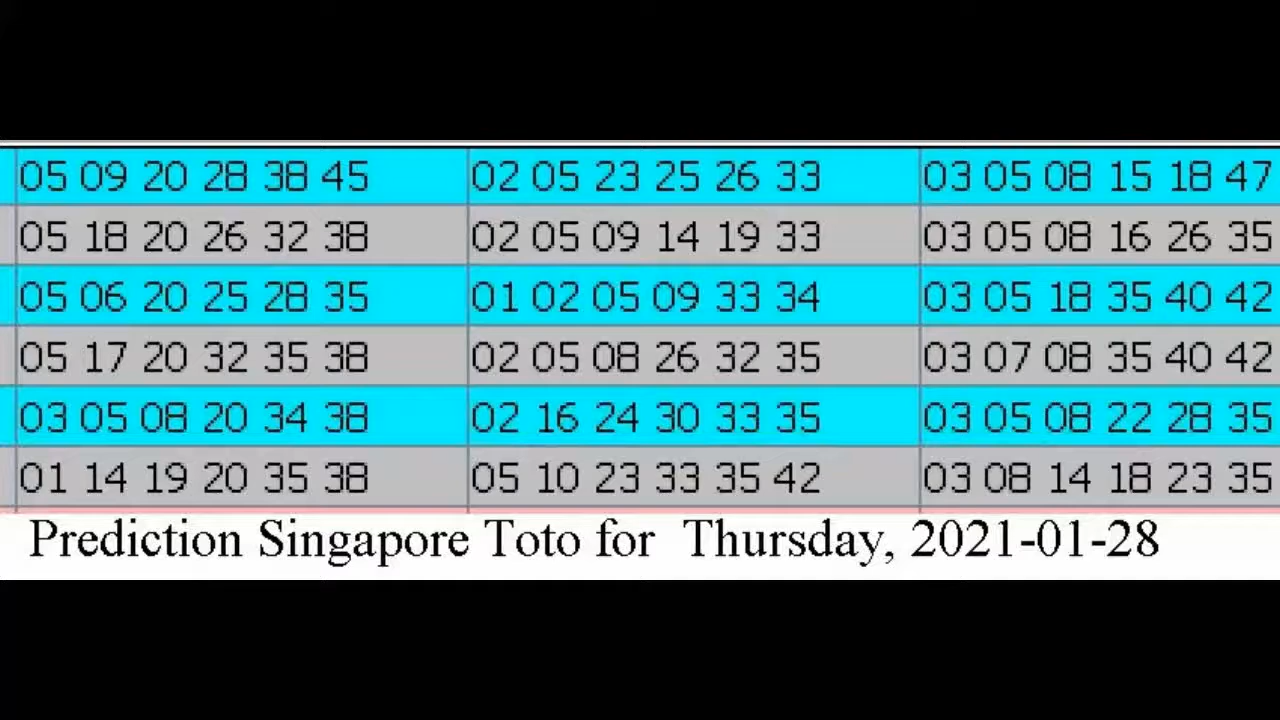 05 09 20 28 38 45 02 05 23 25 26 33 03 05 08 15 18 47
05 18 20 26 32 38 02 05 09 14 19 33 03 05 08 16 26 35
05 06 20 25 28 35 01 02 05 09 33 34 03 05 18 35 40 42
05 17 20 32 35 38 02 05 08 26 32 35 03 07 08 35 40 42
03 05 08 20 34 38 02 16 24 30 33 35 03 05 08 22 28 35
01 14 19 20 35 38 05 10 23 33 35 42 03 08 14 18 23 35
Prediction Singapore Toto for Thursday, 2021-01-28